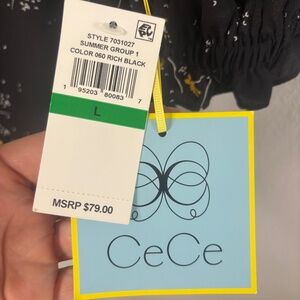 STYLE 7031027
SUMMER GROUP 1
COLOR 060 RICH BLACK
1 95203 80083 7
L
MSRP $79.00
CeCe